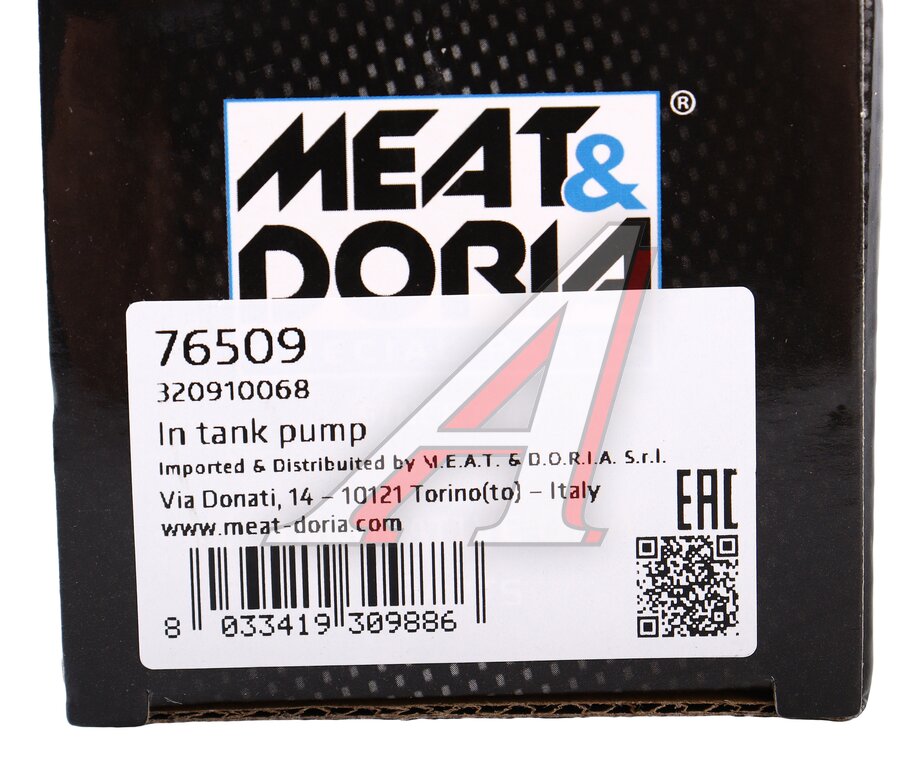 MEAT& ®
DORIA
76509
320910068
In tank pump
Imported & Distribuited by M.E.A.T. & D.O.R.I.A. S.r.l.
Via Donati, 14 – 10121 Torino(to) – Italy
www.meat-doria.com
EAC
8 033419 309886